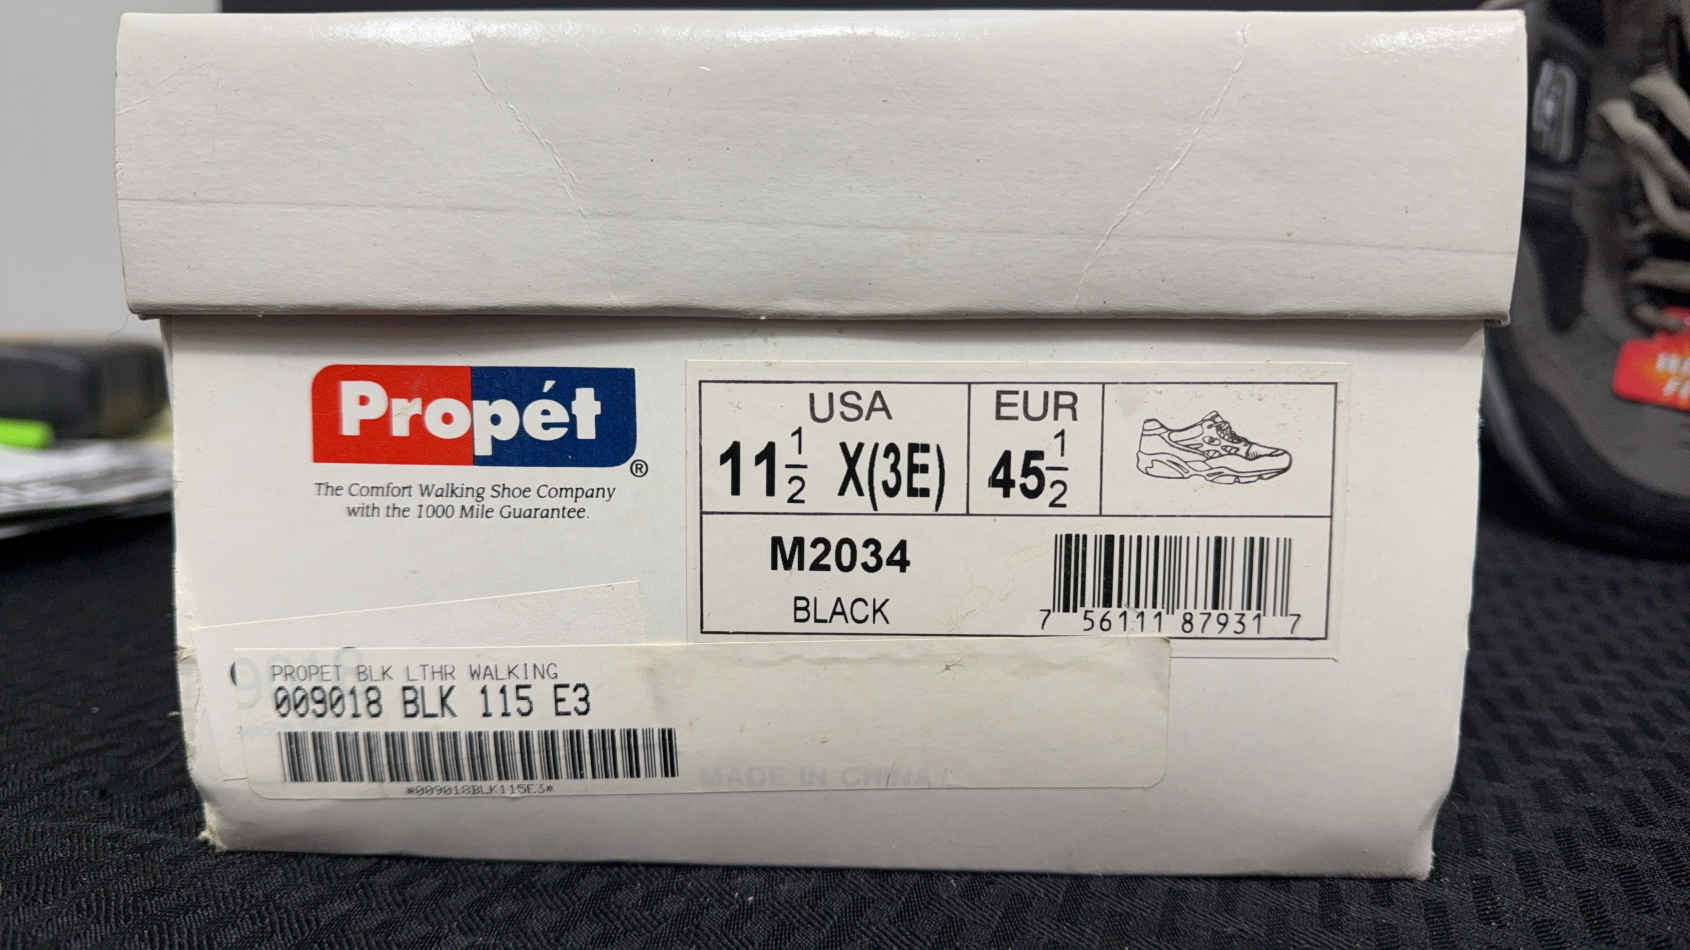 Propét®
The Comfort Walking Shoe Company
with the 1000 Mile Guarantee.
USA
11 1/2 X(3E)
EUR
45 1/2
M2034
BLACK
7 56111 87931 7
PROPET BLK LTHR WALKING
009018 BLK 115 E3
*009018BLK115E3*
MADE IN CHINA